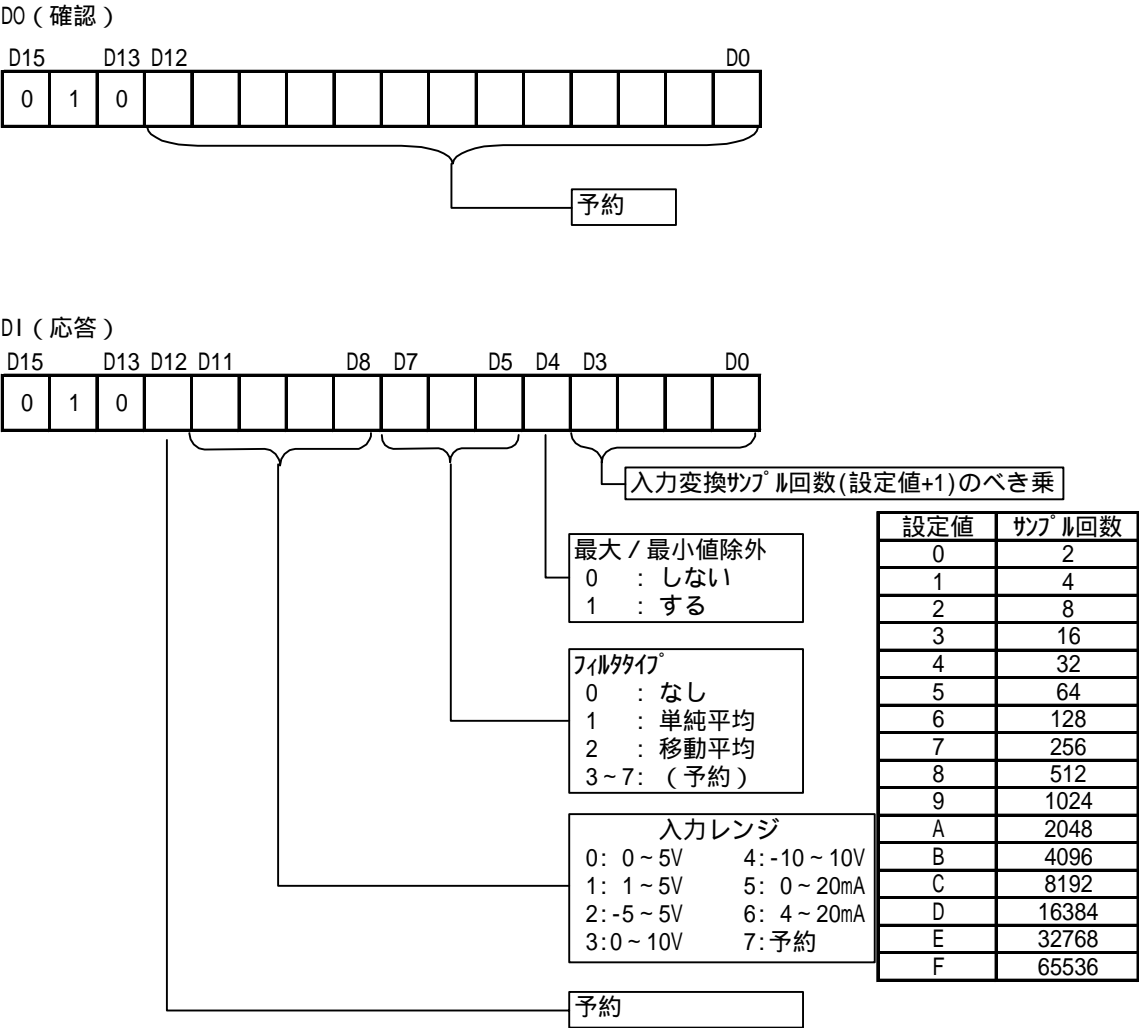 DO（確認）
D15 D13 D12 D0
0 1 0
予約
DI（応答）
D15 D13 D12 D11 D8 D7 D5 D4 D3 D0
0 1 0
入力変換ｻﾝﾌﾟﾙ回数(設定値+1)のべき乗
最大／最小値除外
0 ：しない
1 ：する
ﾌｨﾙﾀﾀｲﾌﾟ
0 ：なし
1 ：単純平均
2 ：移動平均
3～7：（予約）
入力レンジ
0: 0～5V 4:-10～10V
1: 1～5V 5: 0～20mA
2:-5～5V 6: 4～20mA
3:0～10V 7:予約
予約
設定値 ｻﾝﾌﾟﾙ回数
0 2
1 4
2 8
3 16
4 32
5 64
6 128
7 256
8 512
9 1024
A 2048
B 4096
C 8192
D 16384
E 32768
F 65536